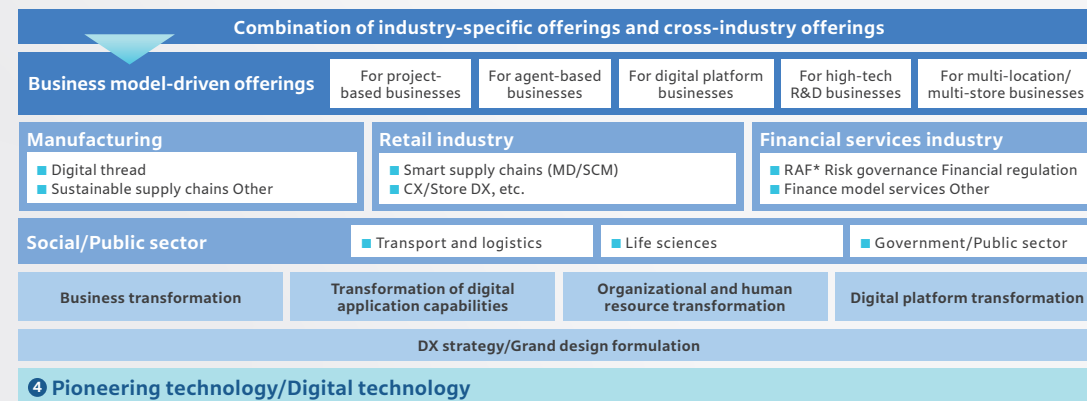 Combination of industry-specific offerings and cross-industry offerings
Business model-driven offerings
For project-
based businesses
For agent-based
businesses
For digital platform
businesses
For high-tech
R&D businesses
For multi-location/
multi-store businesses
Manufacturing
■ Digital thread
■ Sustainable supply chains Other
Retail industry
■ Smart supply chains (MD/SCM)
■ CX/Store DX, etc.
Financial services industry
■ RAF* Risk governance Financial regulation
■ Finance model services Other
Social/Public sector
■ Transport and logistics
■ Life sciences
■ Government/Public sector
Business transformation
Transformation of digital
application capabilities
Organizational and human
resource transformation
Digital platform transformation
DX strategy/Grand design formulation
❹ Pioneering technology/Digital technology